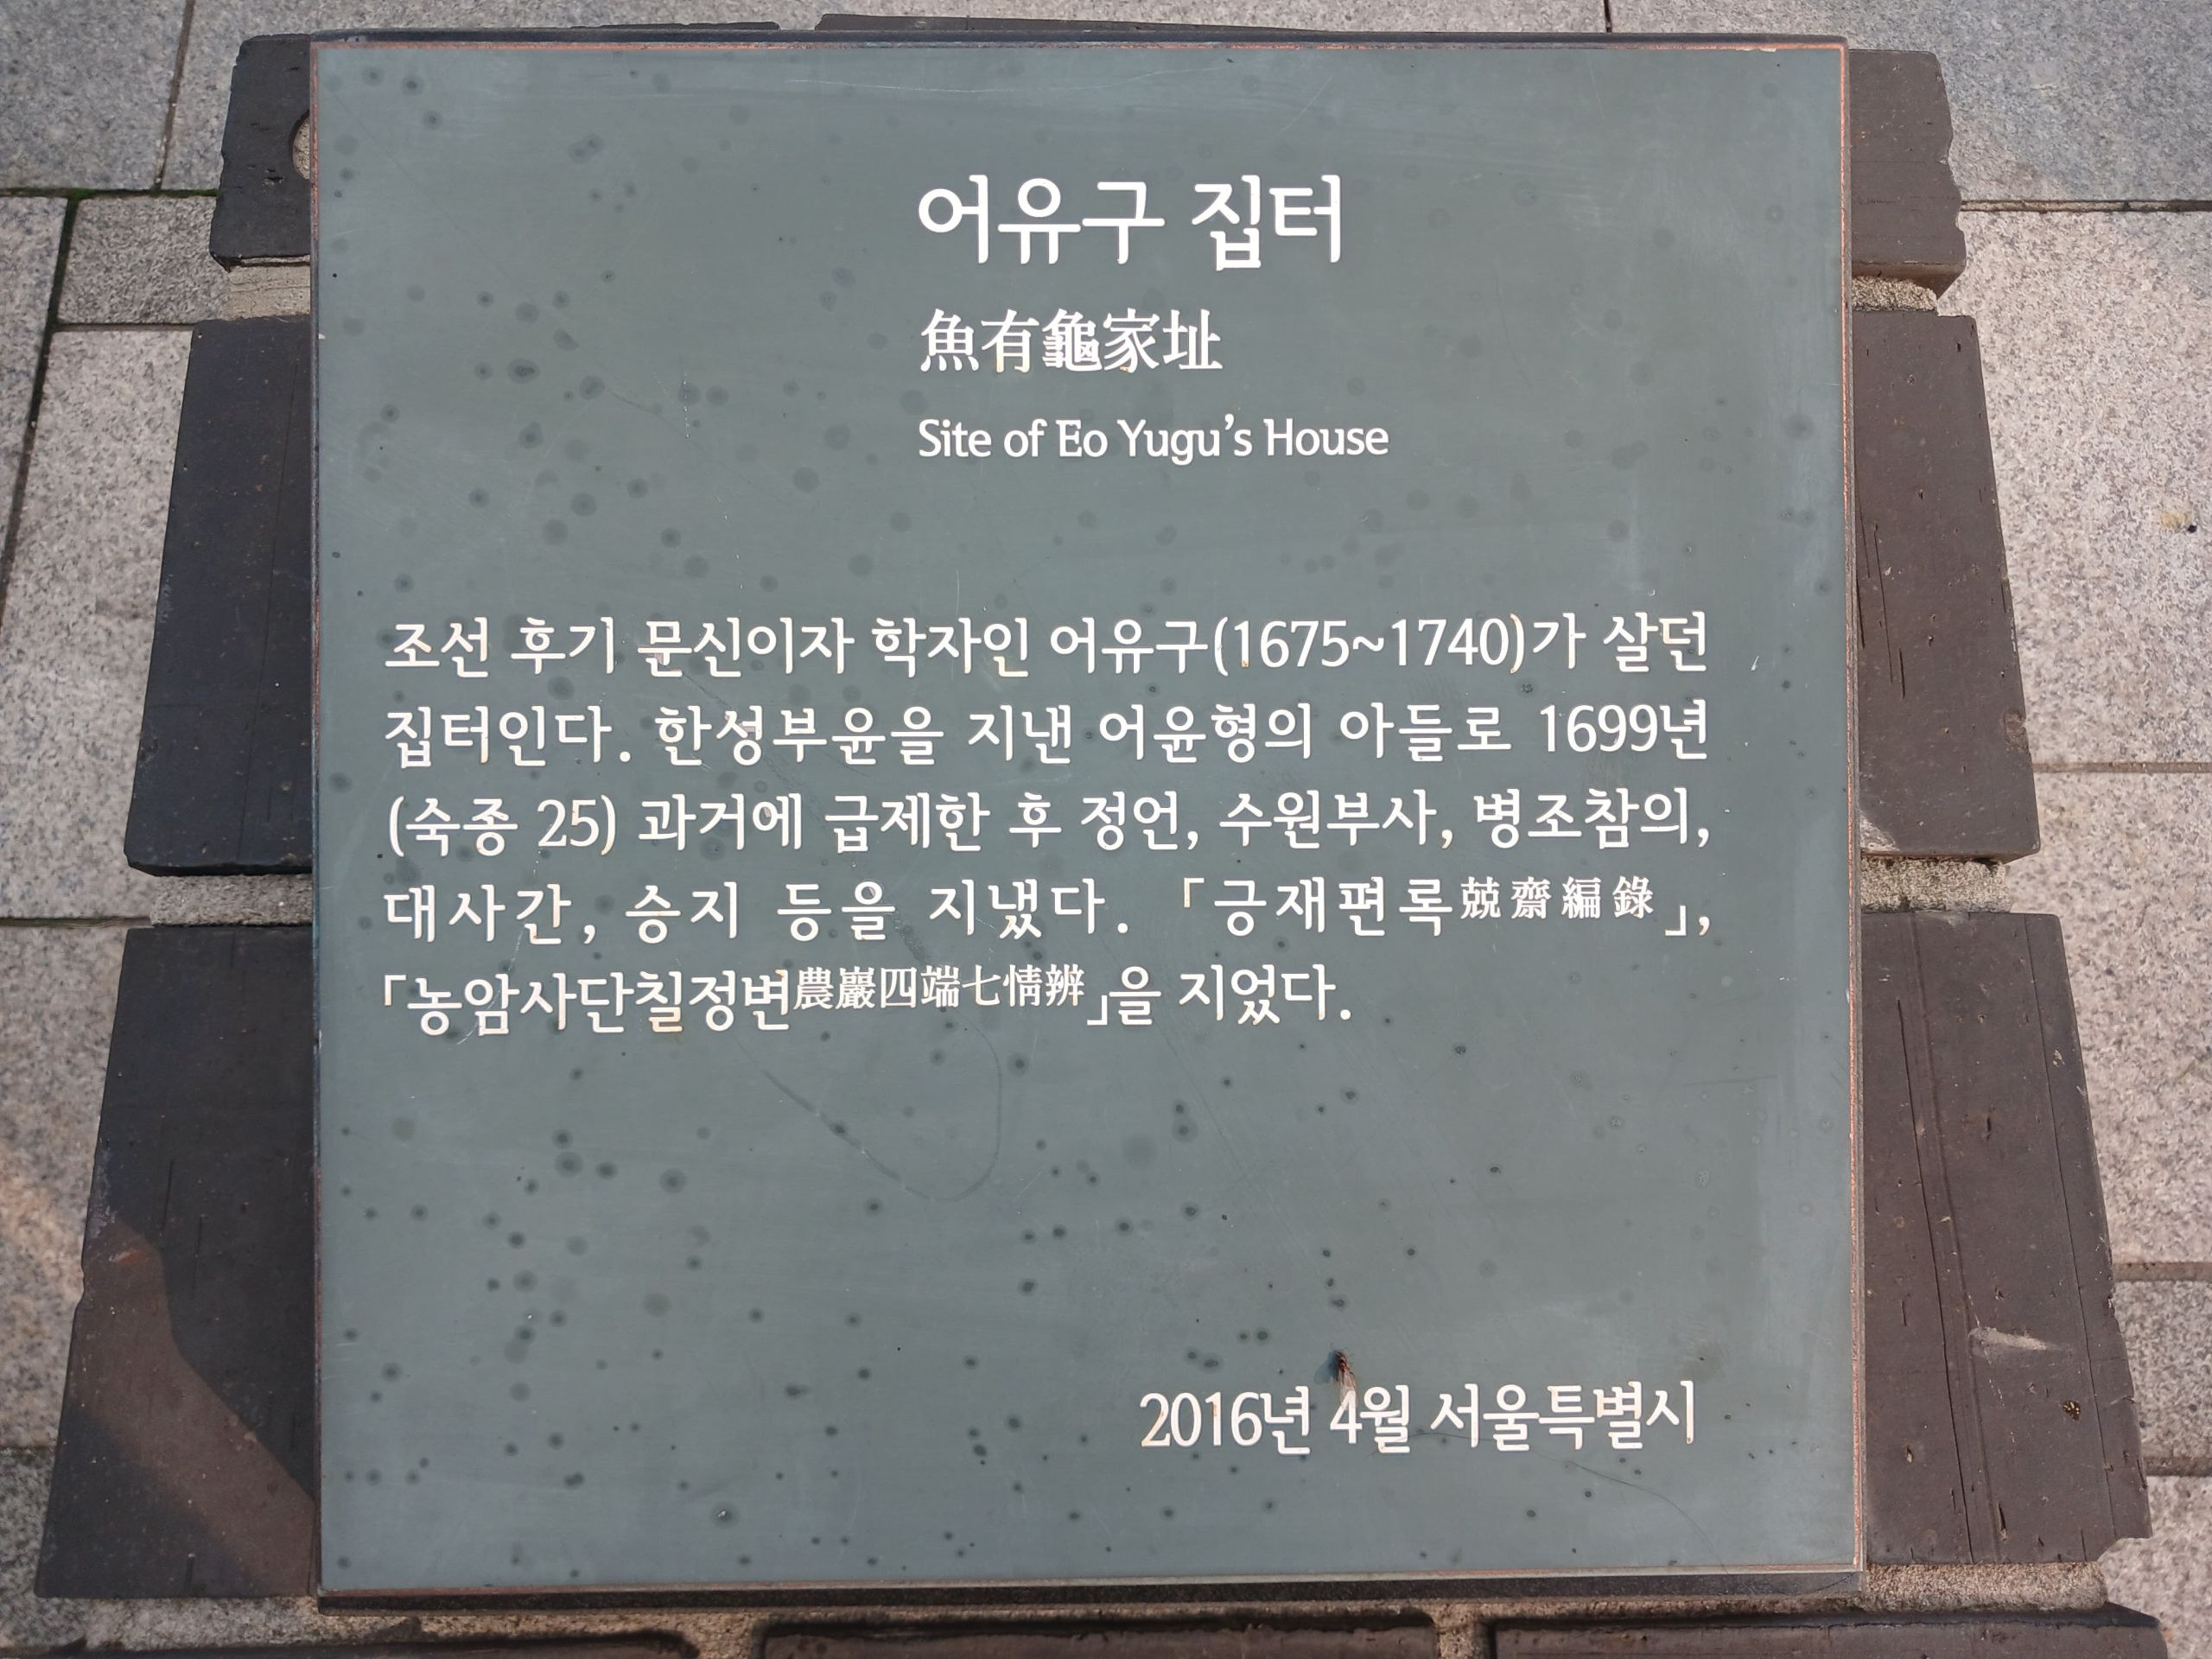 어유구 집터
魚有龜家址
Site of Eo Yugu’s House
조선 후기 문신이자 학자인 어유구(1675~1740)가 살던
집터인다. 한성부윤을 지낸 어윤형의 아들로 1699년
(숙종 25) 과거에 급제한 후 정언, 수원부사, 병조참의,
대사간, 승지 등을 지냈다. 「긍재편록兢齋編錄」,
「농암사단칠정변農巖四端七情辨」을 지었다.
2016년 4월 서울특별시